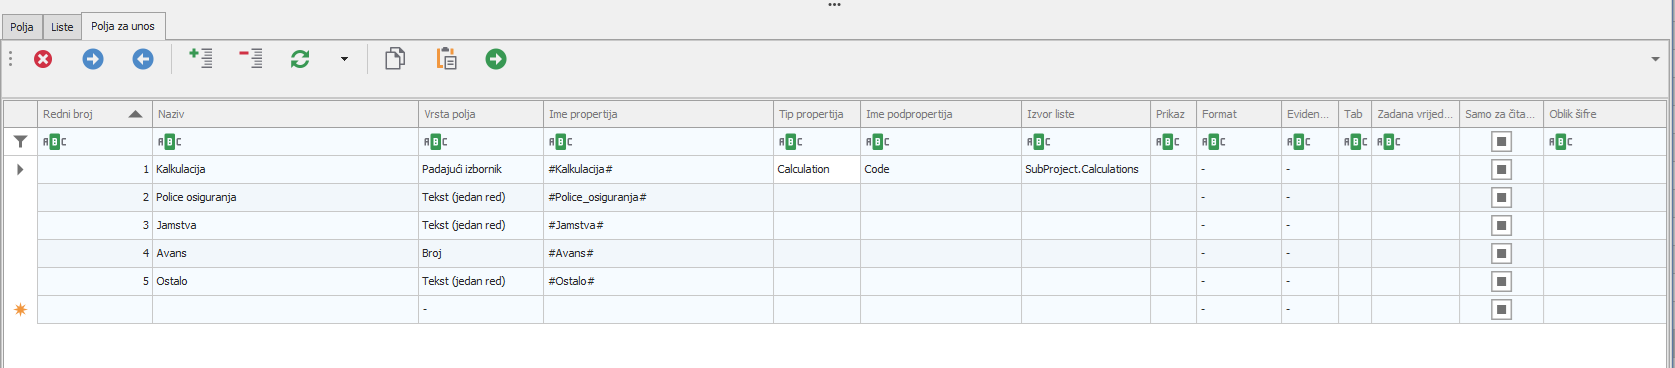 Polja Liste Polja za unos
Redni broj Naziv Vrsta polja Ime propertija Tip propertija Ime podpropertija Izvor liste Prikaz Format Eviden... Tab Zadana vrijed... Samo za čita... Oblik šifre
ABC ABC ABC ABC ABC ABC ABC ABC ABC ABC ABC ABC ABC
1 Kalkulacija Padajući izbornik #Kalkulacija# Calculation Code SubProject.Calculations - -
2 Police osiguranja Tekst (jedan red) #Police_osiguranja# - -
3 Jamstva Tekst (jedan red) #Jamstva# - -
4 Avans Broj #Avans# - -
5 Ostalo Tekst (jedan red) #Ostalo# - -
- - -